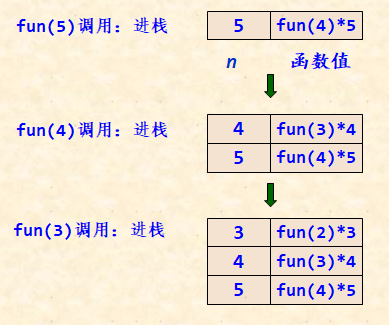 fun(5)调用：进栈 5 fun(4)*5
n 函数值
fun(4)调用：进栈 4 fun(3)*4
5 fun(4)*5
fun(3)调用：进栈 3 fun(2)*3
4 fun(3)*4
5 fun(4)*5